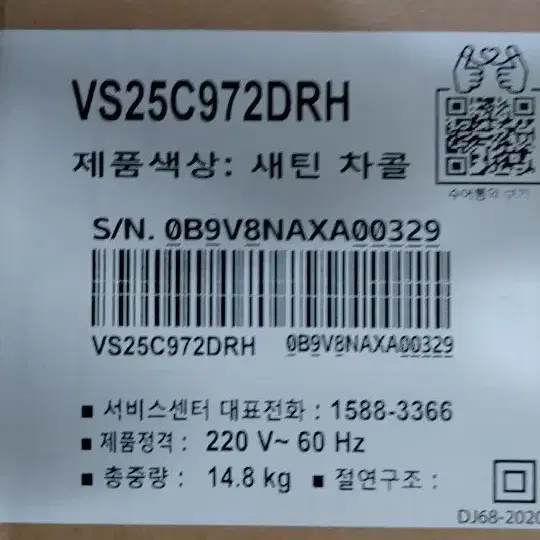 VS25C972DRH
제품색상: 새틴 차콜
S/N. 0B9V8NAXA00329
VS25C972DRH 0B9V8NAXA00329
■ 서비스센터 대표전화 : 1588-3366
■ 제품정격 : 220 V~ 60 Hz
■ 총중량 : 14.8 kg ■ 절연구조 :
DJ68-2020